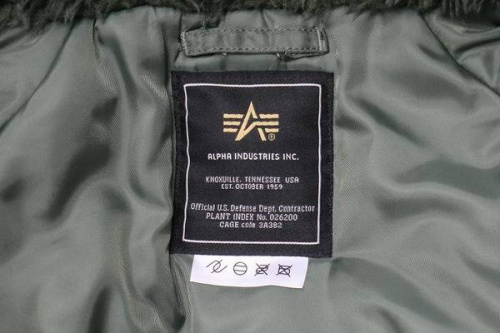 ALPHA INDUSTRIES INC.
KNOXVILLE, TENNESSEE USA
EST. OCTOBER 1959
Official U.S. Defense Dept. Contractor
PLANT INDEX No. 026200
CAGE code 3A3B2